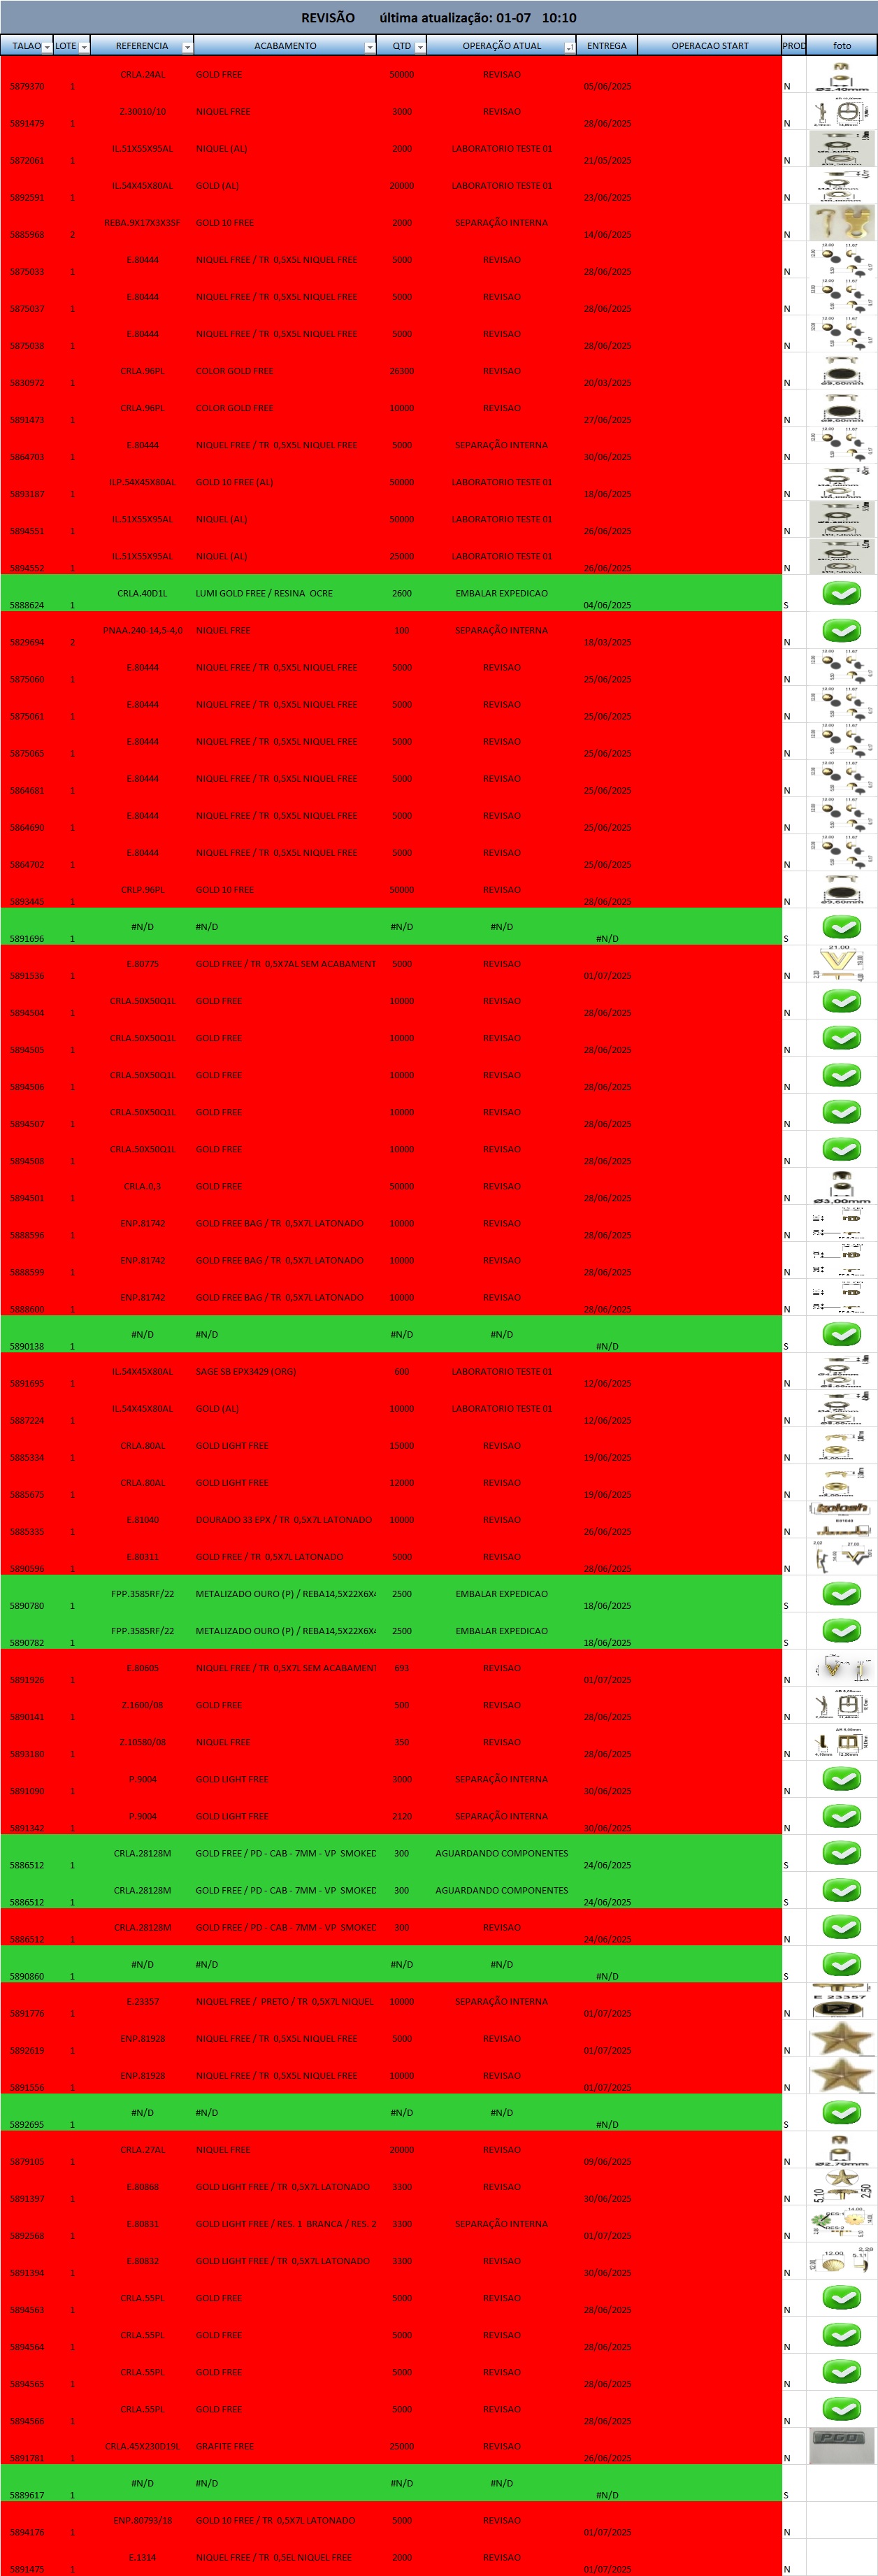 REVISÃO última atualização: 01-07 10:10
TALAO LOTE REFERENCIA ACABAMENTO QTD OPERAÇÃO ATUAL ENTREGA OPERACAO START PROD foto
5879370 1 CRLA.24AL GOLD FREE 50000 REVISAO 05/06/2025 N
5891479 1 Z.30010/10 NIQUEL FREE 3000 REVISAO 28/06/2025 N
5872061 1 IL.51X55X95AL NIQUEL (AL) 2000 LABORATORIO TESTE 01 21/05/2025 N
5892591 1 IL.54X45X80AL GOLD (AL) 20000 LABORATORIO TESTE 01 23/06/2025 N
5885968 2 REBA.9X17X3X3SF GOLD 10 FREE 2000 SEPARAÇÃO INTERNA 14/06/2025 N
5875033 1 E.80444 NIQUEL FREE / TR 0,5X5L NIQUEL FREE 5000 REVISAO 28/06/2025 N
5875037 1 E.80444 NIQUEL FREE / TR 0,5X5L NIQUEL FREE 5000 REVISAO 28/06/2025 N
5875038 1 E.80444 NIQUEL FREE / TR 0,5X5L NIQUEL FREE 5000 REVISAO 28/06/2025 N
5830972 1 CRLA.96PL COLOR GOLD FREE 26300 REVISAO 20/03/2025 N
5891473 1 CRLA.96PL COLOR GOLD FREE 10000 REVISAO 27/06/2025 N
5864703 1 E.80444 NIQUEL FREE / TR 0,5X5L NIQUEL FREE 5000 SEPARAÇÃO INTERNA 30/06/2025 N
5893187 1 ILP.54X45X80AL GOLD 10 FREE (AL) 50000 LABORATORIO TESTE 01 18/06/2025 N
5894551 1 IL.51X55X95AL NIQUEL (AL) 50000 LABORATORIO TESTE 01 26/06/2025 N
5894552 1 IL.51X55X95AL NIQUEL (AL) 25000 LABORATORIO TESTE 01 26/06/2025 N
5888624 1 CRLA.40D1L LUMI GOLD FREE / RESINA OCRE 2600 EMBALAR EXPEDICAO 04/06/2025 S
5829694 2 PNAA.240-14,5-4,0 NIQUEL FREE 100 SEPARAÇÃO INTERNA 18/03/2025 N
5875060 1 E.80444 NIQUEL FREE / TR 0,5X5L NIQUEL FREE 5000 REVISAO 25/06/2025 N
5875061 1 E.80444 NIQUEL FREE / TR 0,5X5L NIQUEL FREE 5000 REVISAO 25/06/2025 N
5875065 1 E.80444 NIQUEL FREE / TR 0,5X5L NIQUEL FREE 5000 REVISAO 25/06/2025 N
5864681 1 E.80444 NIQUEL FREE / TR 0,5X5L NIQUEL FREE 5000 REVISAO 25/06/2025 N
5864690 1 E.80444 NIQUEL FREE / TR 0,5X5L NIQUEL FREE 5000 REVISAO 25/06/2025 N
5864702 1 E.80444 NIQUEL FREE / TR 0,5X5L NIQUEL FREE 5000 REVISAO 25/06/2025 N
5893445 1 CRLP.96PL GOLD 10 FREE 50000 REVISAO 28/06/2025 N
5891696 1 #N/D #N/D #N/D #N/D #N/D S
5891536 1 E.80775 GOLD FREE / TR 0,5X7AL SEM ACABAMENT 5000 REVISAO 01/07/2025 N
5894504 1 CRLA.50X50Q1L GOLD FREE 10000 REVISAO 28/06/2025 N
5894505 1 CRLA.50X50Q1L GOLD FREE 10000 REVISAO 28/06/2025 N
5894506 1 CRLA.50X50Q1L GOLD FREE 10000 REVISAO 28/06/2025 N
5894507 1 CRLA.50X50Q1L GOLD FREE 10000 REVISAO 28/06/2025 N
5894508 1 CRLA.50X50Q1L GOLD FREE 10000 REVISAO 28/06/2025 N
5894501 1 CRLA.0,3 GOLD FREE 50000 REVISAO 28/06/2025 N
5888596 1 ENP.81742 GOLD FREE BAG / TR 0,5X7L LATONADO 10000 REVISAO 28/06/2025 N
5888599 1 ENP.81742 GOLD FREE BAG / TR 0,5X7L LATONADO 10000 REVISAO 28/06/2025 N
5888600 1 ENP.81742 GOLD FREE BAG / TR 0,5X7L LATONADO 10000 REVISAO 28/06/2025 N
5890138 1 #N/D #N/D #N/D #N/D #N/D S
5891695 1 IL.54X45X80AL SAGE SB EPX3429 (ORG) 600 LABORATORIO TESTE 01 12/06/2025 N
5887224 1 IL.54X45X80AL GOLD (AL) 10000 LABORATORIO TESTE 01 12/06/2025 N
5885334 1 CRLA.80AL GOLD LIGHT FREE 15000 REVISAO 19/06/2025 N
5885675 1 CRLA.80AL GOLD LIGHT FREE 12000 REVISAO 19/06/2025 N
5885335 1 E.81040 DOURADO 33 EPX / TR 0,5X7L LATONADO 10000 REVISAO 26/06/2025 N
5890596 1 E.80311 GOLD FREE / TR 0,5X7L LATONADO 5000 REVISAO 28/06/2025 N
5890780 1 FPP.3585RF/22 METALIZADO OURO (P) / REBA14,5X22X6X4 2500 EMBALAR EXPEDICAO 18/06/2025 S
5890782 1 FPP.3585RF/22 METALIZADO OURO (P) / REBA14,5X22X6X4 2500 EMBALAR EXPEDICAO 18/06/2025 S
5891926 1 E.80605 NIQUEL FREE / TR 0,5X7L SEM ACABAMENT 693 REVISAO 01/07/2025 N
5890141 1 Z.1600/08 GOLD FREE 500 REVISAO 28/06/2025 N
5893180 1 Z.10580/08 NIQUEL FREE 350 REVISAO 28/06/2025 N
5891090 1 P.9004 GOLD LIGHT FREE 3000 SEPARAÇÃO INTERNA 30/06/2025 N
5891342 1 P.9004 GOLD LIGHT FREE 2120 SEPARAÇÃO INTERNA 30/06/2025 N
5886512 1 CRLA.28128M GOLD FREE / PD - CAB - 7MM - VP SMOKED 300 AGUARDANDO COMPONENTES 24/06/2025 S
5886512 1 CRLA.28128M GOLD FREE / PD - CAB - 7MM - VP SMOKED 300 AGUARDANDO COMPONENTES 24/06/2025 S
5886512 1 CRLA.28128M GOLD FREE / PD - CAB - 7MM - VP SMOKED 300 REVISAO 24/06/2025 N
5890860 1 #N/D #N/D #N/D #N/D #N/D S
5891776 1 E.23357 NIQUEL FREE / PRETO / TR 0,5X7L NIQUEL 10000 SEPARAÇÃO INTERNA 01/07/2025 N E 23357
5892619 1 ENP.81928 NIQUEL FREE / TR 0,5X5L NIQUEL FREE 5000 REVISAO 01/07/2025 N
5891556 1 ENP.81928 NIQUEL FREE / TR 0,5X5L NIQUEL FREE 10000 REVISAO 01/07/2025 N
5892695 1 #N/D #N/D #N/D #N/D #N/D S
5879105 1 CRLA.27AL NIQUEL FREE 20000 REVISAO 09/06/2025 N
5891397 1 E.80868 GOLD LIGHT FREE / TR 0,5X7L LATONADO 3300 REVISAO 30/06/2025 N
5892568 1 E.80831 GOLD LIGHT FREE / RES. 1 BRANCA / RES. 2 3300 SEPARAÇÃO INTERNA 01/07/2025 N
5891394 1 E.80832 GOLD LIGHT FREE / TR 0,5X7L LATONADO 3300 REVISAO 30/06/2025 N
5894563 1 CRLA.55PL GOLD FREE 5000 REVISAO 28/06/2025 N
5894564 1 CRLA.55PL GOLD FREE 5000 REVISAO 28/06/2025 N
5894565 1 CRLA.55PL GOLD FREE 5000 REVISAO 28/06/2025 N
5894566 1 CRLA.55PL GOLD FREE 5000 REVISAO 28/06/2025 N
5891781 1 CRLA.45X230D19L GRAFITE FREE 25000 REVISAO 26/06/2025 N
5889617 1 #N/D #N/D #N/D #N/D #N/D S
5894176 1 ENP.80793/18 GOLD 10 FREE / TR 0,5X7L LATONADO 5000 REVISAO 01/07/2025 N
5891475 1 E.1314 NIQUEL FREE / TR 0,5EL NIQUEL FREE 2000 REVISAO 01/07/2025 N